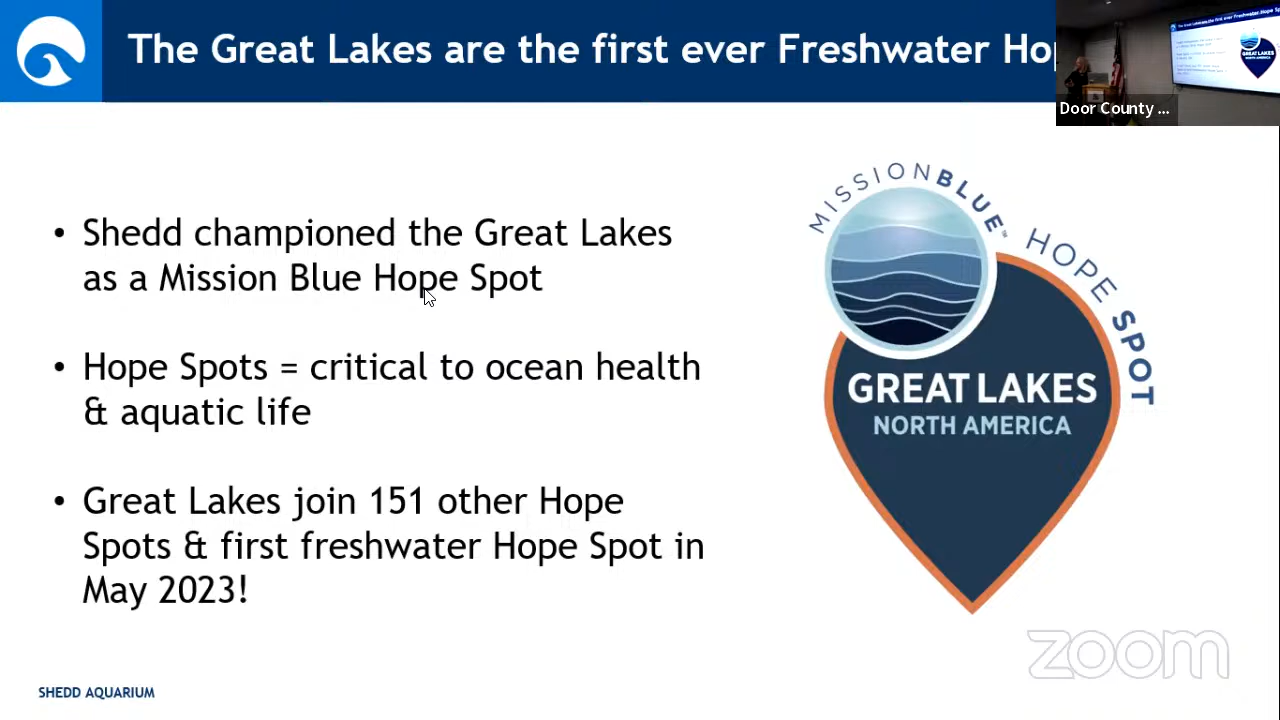 The Great Lakes are the first ever Freshwater Ho
Door County ...
• Shedd championed the Great Lakes
as a Mission Blue Hope Spot
• Hope Spots = critical to ocean health
& aquatic life
• Great Lakes join 151 other Hope
Spots & first freshwater Hope Spot in
May 2023!
MISSION BLUE™
HOPE SPOT
GREAT LAKES
NORTH AMERICA
zoom
SHEDD AQUARIUM